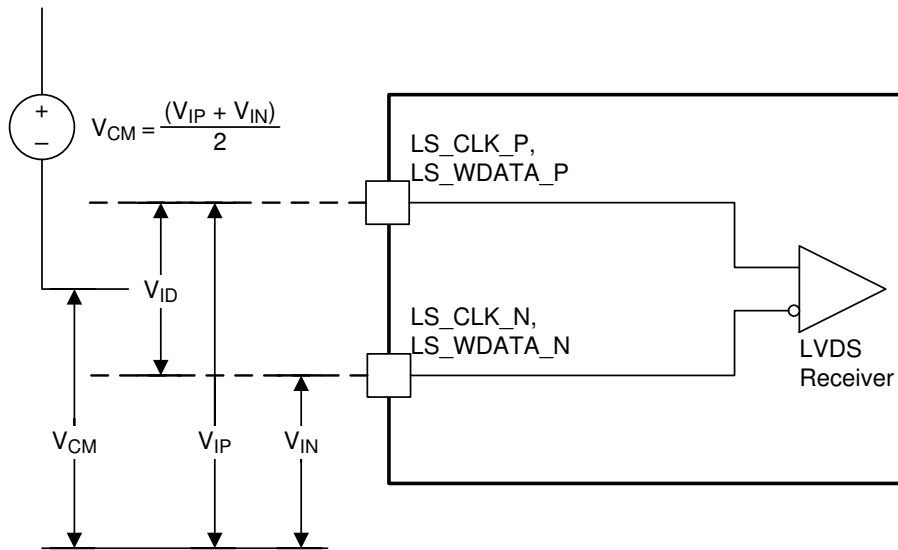 +
−
V_CM = (V_IP + V_IN)
2
LS_CLK_P,
LS_WDATA_P
V_ID
LS_CLK_N,
LS_WDATA_N
LVDS
Receiver
V_CM
V_IP
V_IN